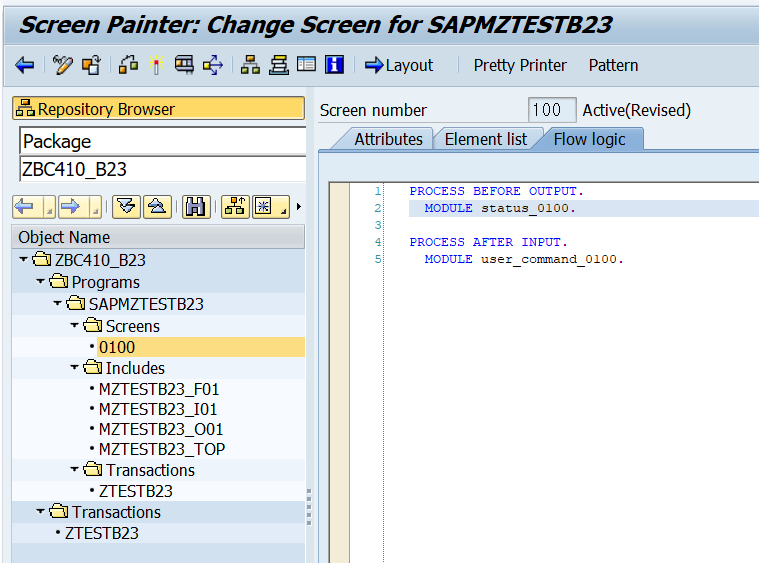 Screen Painter: Change Screen for SAPMZTESTB23
Layout Pretty Printer Pattern
Repository Browser
Package
ZBC410_B23
Object Name
ZBC410_B23
Programs
SAPMZTESTB23
Screens
0100
Includes
MZTESTB23_F01
MZTESTB23_I01
MZTESTB23_O01
MZTESTB23_TOP
Transactions
ZTESTB23
Transactions
ZTESTB23
Screen number 100 Active(Revised)
Attributes Element list Flow logic
1 PROCESS BEFORE OUTPUT.
2 MODULE status_0100.
3
4 PROCESS AFTER INPUT.
5 MODULE user_command_0100.